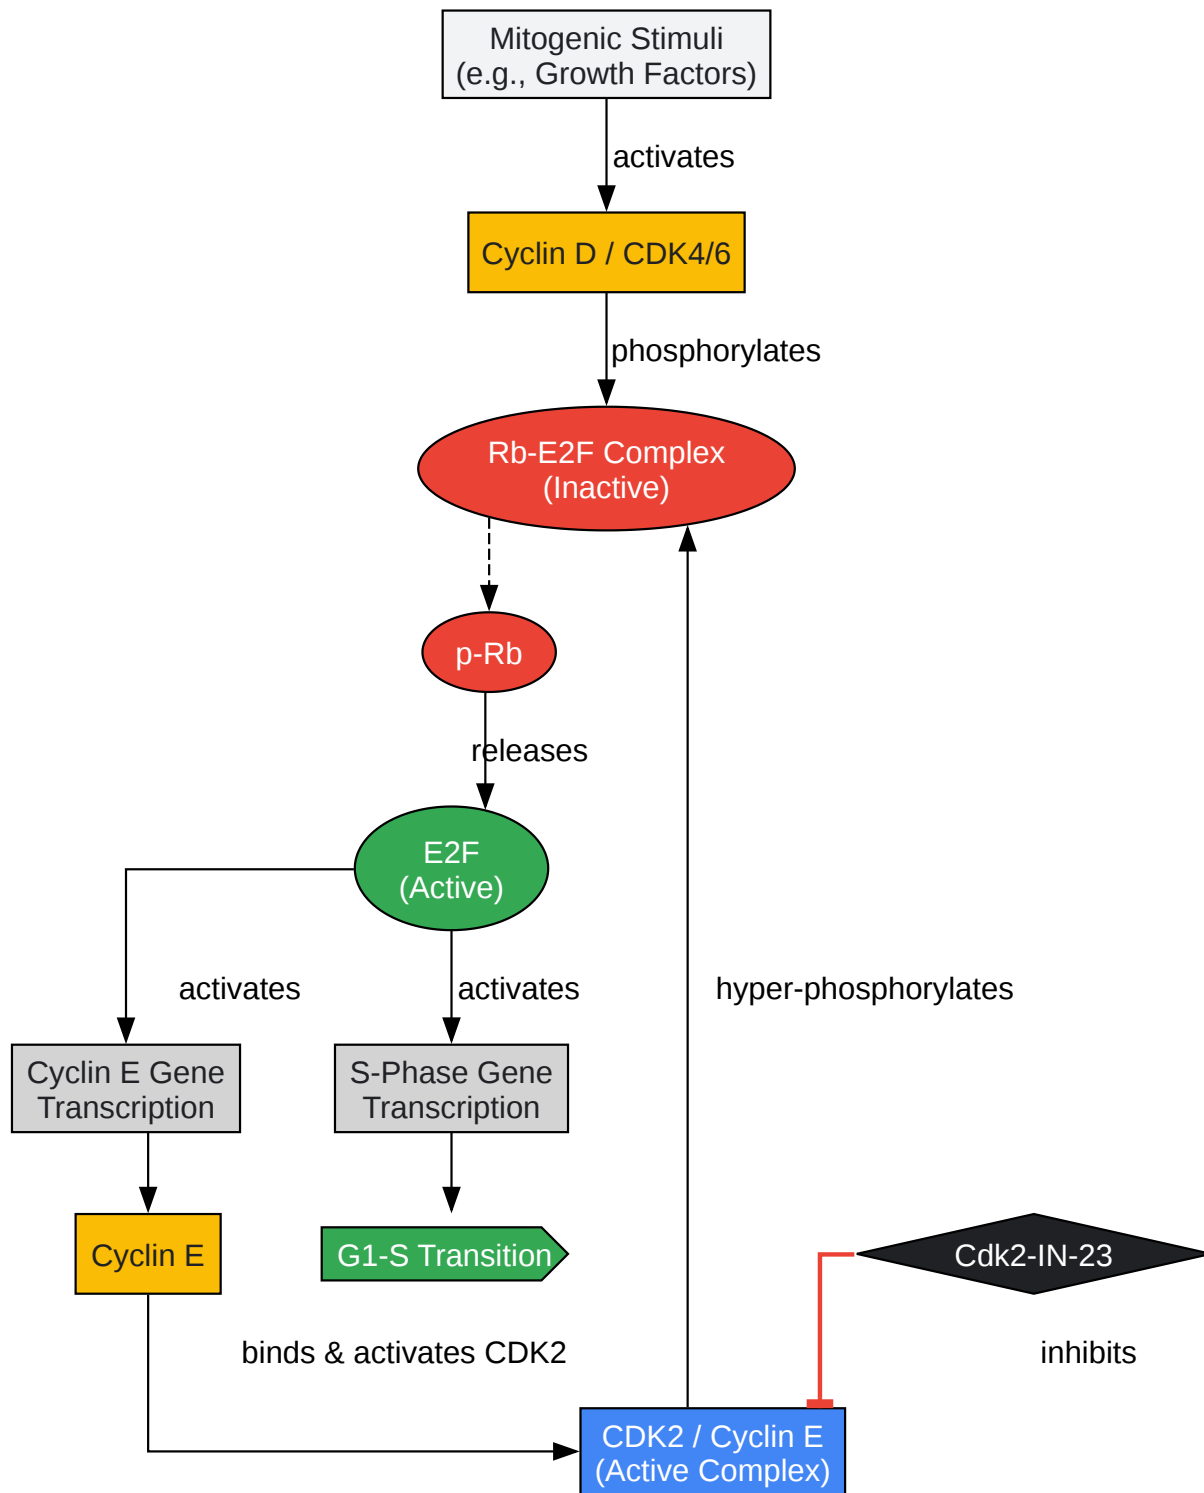 Mitogenic Stimuli
(e.g., Growth Factors)
activates
Cyclin D / CDK4/6
phosphorylates
Rb-E2F Complex
(Inactive)
p-Rb
releases
E2F
(Active)
activates
activates
hyper-phosphorylates
Cyclin E Gene
Transcription
S-Phase Gene
Transcription
Cyclin E
G1-S Transition
Cdk2-IN-23
binds & activates CDK2
inhibits
CDK2 / Cyclin E
(Active Complex)